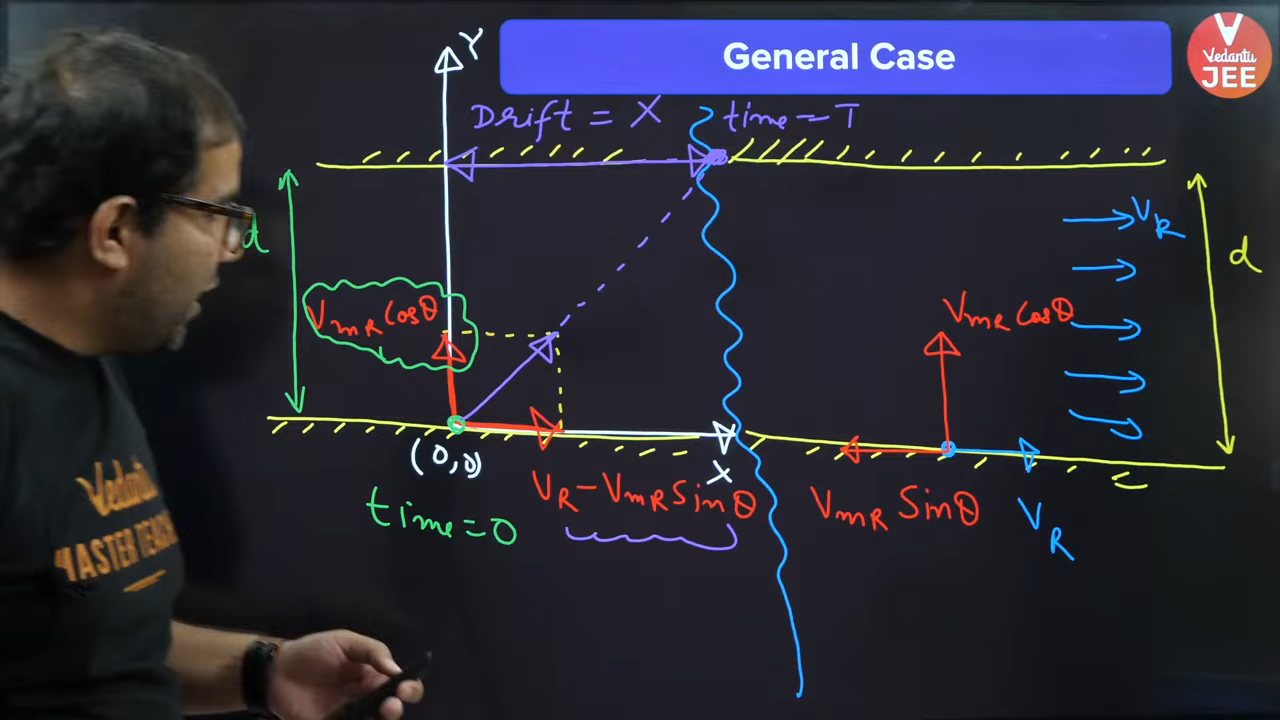 General Case
Vedantu
JEE
Y
Drift = X
time = T
d
V_R
d
V_mR Cosθ
V_mR Cosθ
(0,0)
X
time = 0
V_R - V_mR Sinθ
V_mR Sinθ
V_R
Vedantu
MASTER TEACHER